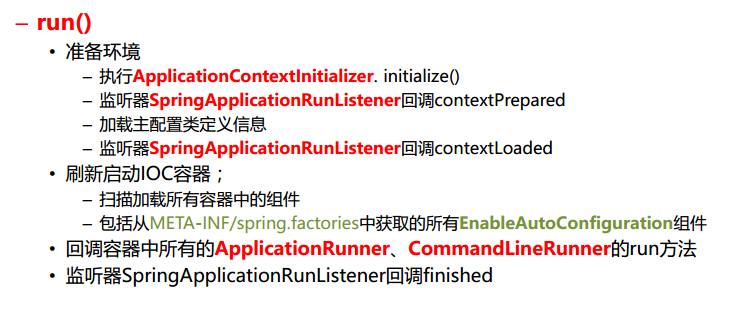 – run()
• 准备环境
– 执行ApplicationContextInitializer. initialize()
– 监听器SpringApplicationRunListener回调contextPrepared
– 加载主配置类定义信息
– 监听器SpringApplicationRunListener回调contextLoaded
• 刷新启动IOC容器；
– 扫描加载所有容器中的组件
– 包括从META-INF/spring.factories中获取的所有EnableAutoConfiguration组件
• 回调容器中所有的ApplicationRunner、CommandLineRunner的run方法
• 监听器SpringApplicationRunListener回调finished